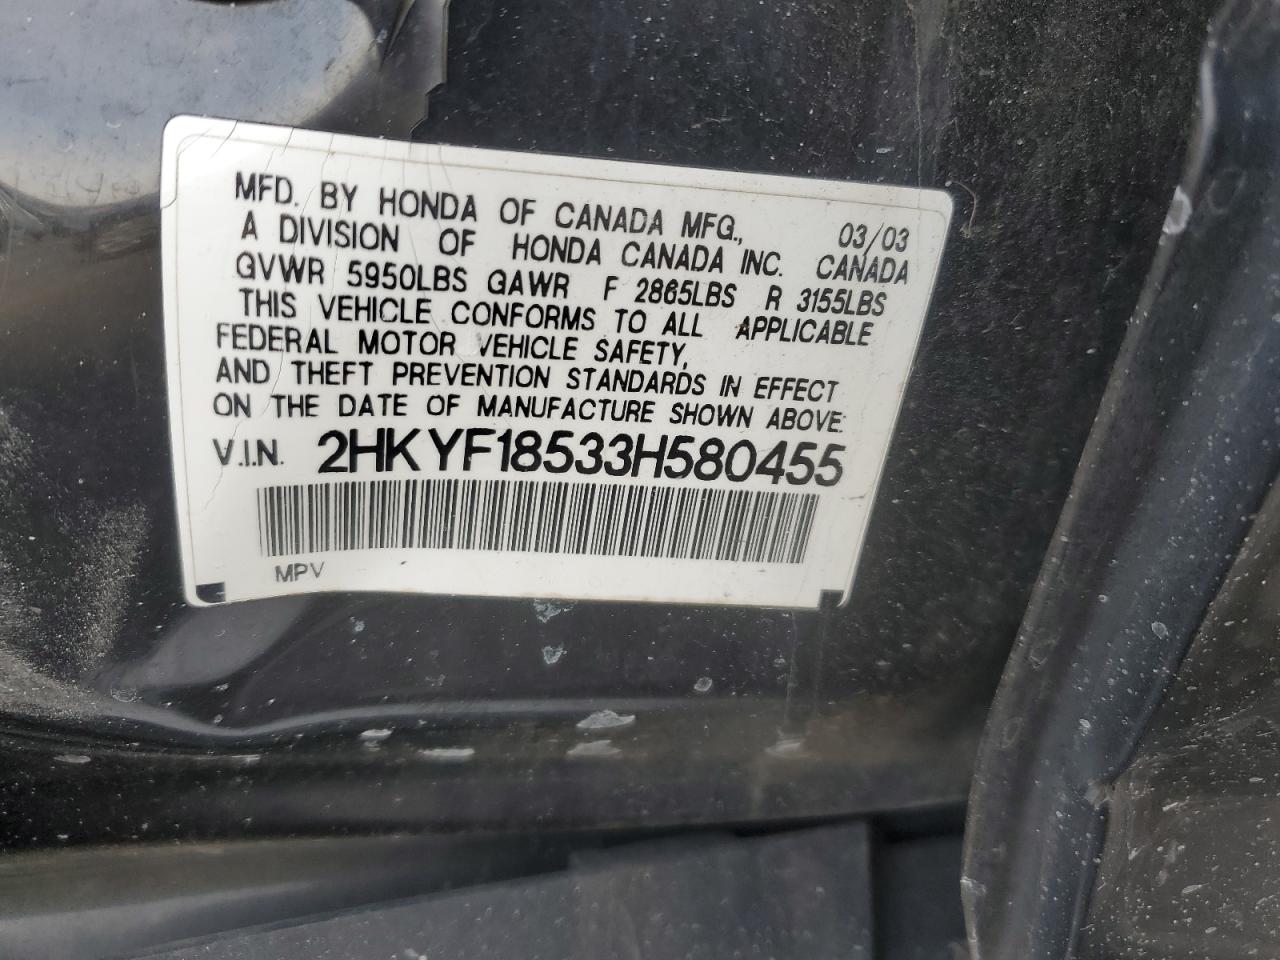 MFD. BY HONDA OF CANADA MFG., 03/03
A DIVISION OF HONDA CANADA INC. CANADA
GVWR 5950LBS GAWR F 2865LBS R 3155LBS
THIS VEHICLE CONFORMS TO ALL APPLICABLE
FEDERAL MOTOR VEHICLE SAFETY,
AND THEFT PREVENTION STANDARDS IN EFFECT
ON THE DATE OF MANUFACTURE SHOWN ABOVE:
V.I.N. 2HKYF18533H580455
MPV